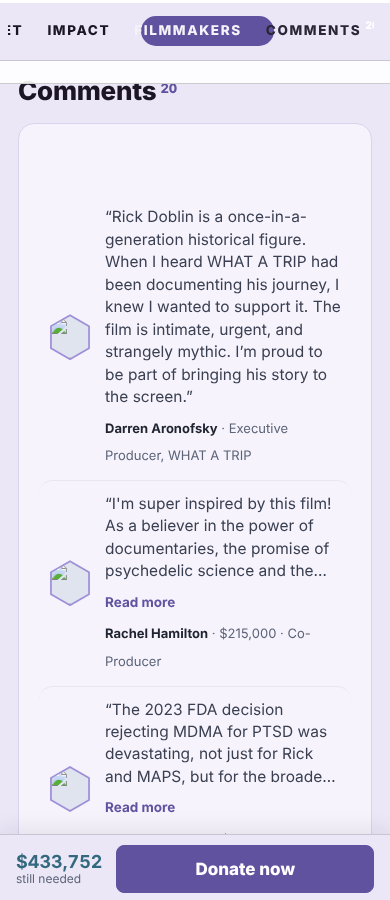 ET IMPACT FILMMAKERS COMMENTS
Comments 20
“Rick Doblin is a once-in-a-
generation historical figure.
When I heard WHAT A TRIP had
been documenting his journey, I
knew I wanted to support it. The
film is intimate, urgent, and
strangely mythic. I’m proud to
be part of bringing his story to
the screen.”
Darren Aronofsky · Executive
Producer, WHAT A TRIP
“I'm super inspired by this film!
As a believer in the power of
documentaries, the promise of
psychedelic science and the...
Read more
Rachel Hamilton · $215,000 · Co-
Producer
“The 2023 FDA decision
rejecting MDMA for PTSD was
devastating, not just for Rick
and MAPS, but for the broade...
Read more
$433,752
still needed
Donate now